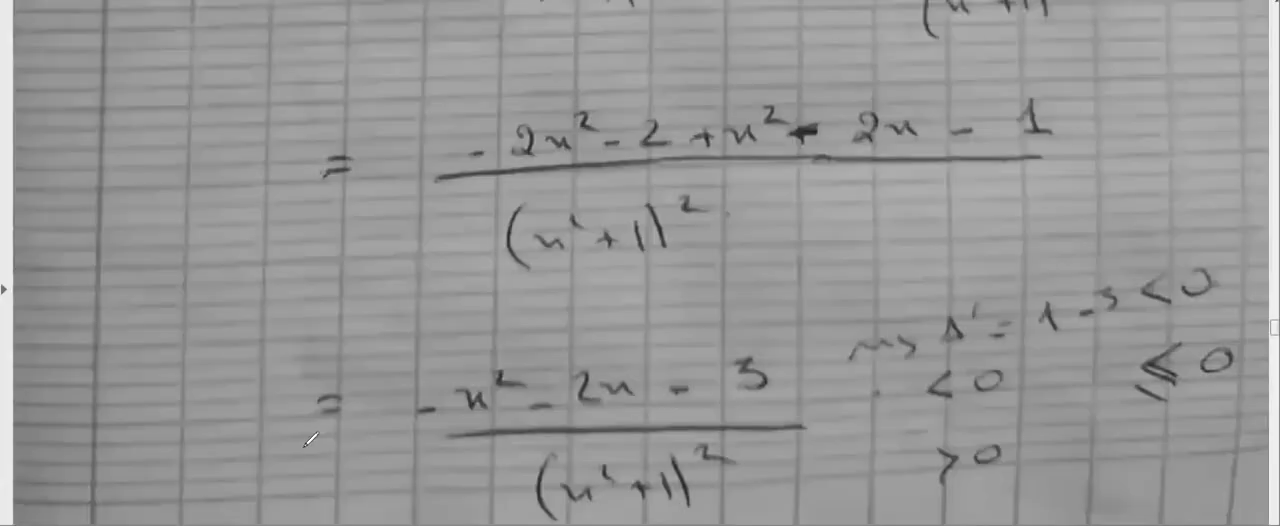 (x+1)
= - 2x² - 2 + x² - 2x - 1
(x²+1)²
Δ' = 1 - 3 < 0
= - x² - 2x - 3 < 0 ≤ 0
(x²+1)² > 0